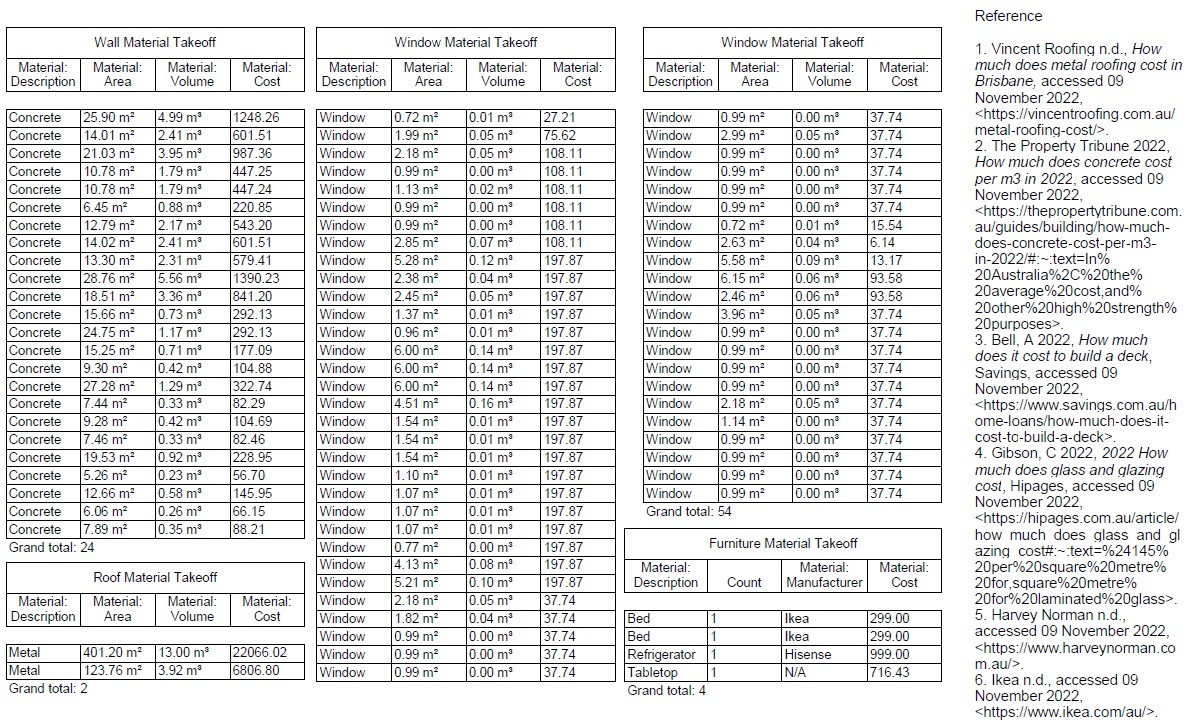 Wall Material Takeoff
Material: Description Material: Area Material: Volume Material: Cost
Concrete 25.90 m² 4.99 m³ 1248.26
Concrete 14.01 m² 2.41 m³ 601.51
Concrete 21.03 m² 3.95 m³ 987.36
Concrete 10.78 m² 1.79 m³ 447.25
Concrete 10.78 m² 1.79 m³ 447.24
Concrete 6.45 m² 0.88 m³ 220.85
Concrete 12.79 m² 2.17 m³ 543.20
Concrete 14.02 m² 2.41 m³ 601.51
Concrete 13.30 m² 2.31 m³ 579.41
Concrete 28.76 m² 5.56 m³ 1390.23
Concrete 18.51 m² 3.36 m³ 841.20
Concrete 15.66 m² 0.73 m³ 292.13
Concrete 24.75 m² 1.17 m³ 292.13
Concrete 15.25 m² 0.71 m³ 177.09
Concrete 9.30 m² 0.42 m³ 104.88
Concrete 27.28 m² 1.29 m³ 322.74
Concrete 7.44 m² 0.33 m³ 82.29
Concrete 9.28 m² 0.42 m³ 104.69
Concrete 7.46 m² 0.33 m³ 82.46
Concrete 19.53 m² 0.92 m³ 228.95
Concrete 5.26 m² 0.23 m³ 56.70
Concrete 12.66 m² 0.58 m³ 145.95
Concrete 6.06 m² 0.26 m³ 66.15
Concrete 7.89 m² 0.35 m³ 88.21
Grand total: 24
Roof Material Takeoff
Material: Description Material: Area Material: Volume Material: Cost
Metal 401.20 m² 13.00 m³ 22066.02
Metal 123.76 m² 3.92 m³ 6806.80
Grand total: 2
Window Material Takeoff
Material: Description Material: Area Material: Volume Material: Cost
Window 0.72 m² 0.01 m³ 27.21
Window 1.99 m² 0.05 m³ 75.62
Window 2.18 m² 0.05 m³ 108.11
Window 0.99 m² 0.00 m³ 108.11
Window 1.13 m² 0.02 m³ 108.11
Window 0.99 m² 0.00 m³ 108.11
Window 0.99 m² 0.00 m³ 108.11
Window 2.85 m² 0.07 m³ 108.11
Window 5.28 m² 0.12 m³ 197.87
Window 2.38 m² 0.04 m³ 197.87
Window 2.45 m² 0.05 m³ 197.87
Window 1.37 m² 0.01 m³ 197.87
Window 0.96 m² 0.01 m³ 197.87
Window 6.00 m² 0.14 m³ 197.87
Window 6.00 m² 0.14 m³ 197.87
Window 6.00 m² 0.14 m³ 197.87
Window 4.51 m² 0.16 m³ 197.87
Window 1.54 m² 0.01 m³ 197.87
Window 1.54 m² 0.01 m³ 197.87
Window 1.54 m² 0.01 m³ 197.87
Window 1.10 m² 0.01 m³ 197.87
Window 1.07 m² 0.01 m³ 197.87
Window 1.07 m² 0.01 m³ 197.87
Window 1.07 m² 0.01 m³ 197.87
Window 0.77 m² 0.00 m³ 197.87
Window 4.13 m² 0.08 m³ 197.87
Window 5.21 m² 0.10 m³ 197.87
Window 2.18 m² 0.05 m³ 37.74
Window 1.82 m² 0.04 m³ 37.74
Window 0.99 m² 0.00 m³ 37.74
Window 0.99 m² 0.00 m³ 37.74
Window 0.99 m² 0.00 m³ 37.74
Window Material Takeoff
Material: Description Material: Area Material: Volume Material: Cost
Window 0.99 m² 0.00 m³ 37.74
Window 2.99 m² 0.05 m³ 37.74
Window 0.99 m² 0.00 m³ 37.74
Window 0.99 m² 0.00 m³ 37.74
Window 0.99 m² 0.00 m³ 37.74
Window 0.99 m² 0.00 m³ 37.74
Window 0.72 m² 0.01 m³ 15.54
Window 2.63 m² 0.04 m³ 6.14
Window 5.58 m² 0.09 m³ 13.17
Window 6.15 m² 0.06 m³ 93.58
Window 2.46 m² 0.06 m³ 93.58
Window 3.96 m² 0.05 m³ 37.74
Window 0.99 m² 0.00 m³ 37.74
Window 0.99 m² 0.00 m³ 37.74
Window 0.99 m² 0.00 m³ 37.74
Window 0.99 m² 0.00 m³ 37.74
Window 2.18 m² 0.05 m³ 37.74
Window 1.14 m² 0.00 m³ 37.74
Window 0.99 m² 0.00 m³ 37.74
Window 0.99 m² 0.00 m³ 37.74
Window 0.99 m² 0.00 m³ 37.74
Window 0.99 m² 0.00 m³ 37.74
Grand total: 54
Furniture Material Takeoff
Material: Description Count Material: Manufacturer Material: Cost
Bed 1 Ikea 299.00
Bed 1 Ikea 299.00
Refrigerator 1 Hisense 999.00
Tabletop 1 N/A 716.43
Grand total: 4
Reference
1. Vincent Roofing n.d., How
much does metal roofing cost in
Brisbane, accessed 09
November 2022,
<https://vincentroofing.com.au/
metal-roofing-cost/>.
2. The Property Tribune 2022,
How much does concrete cost
per m3 in 2022, accessed 09
November 2022,
<https://thepropertytribune.com.
au/guides/building/how-much-
does-concrete-cost-per-m3-
in-2022/#:~:text=In%
20Australia%2C%20the%
20average%20cost,and%
20other%20high%20strength%
20purposes>.
3. Bell, A 2022, How much
does it cost to build a deck,
Savings, accessed 09
November 2022,
<https://www.savings.com.au/h
ome-loans/how-much-does-it-
cost-to-build-a-deck>.
4. Gibson, C 2022, 2022 How
much does glass and glazing
cost, Hipages, accessed 09
November 2022,
<https://hipages.com.au/article/
how_much_does_glass_and_gl
azing_cost#:~:text=%24145%
20per%20square%20metre%
20for,square%20metre%
20for%20laminated%20glass>.
5. Harvey Norman n.d.,
accessed 09 November 2022,
<https://www.harveynorman.co
m.au/>.
6. Ikea n.d., accessed 09
November 2022,
<https://www.ikea.com/au/>.